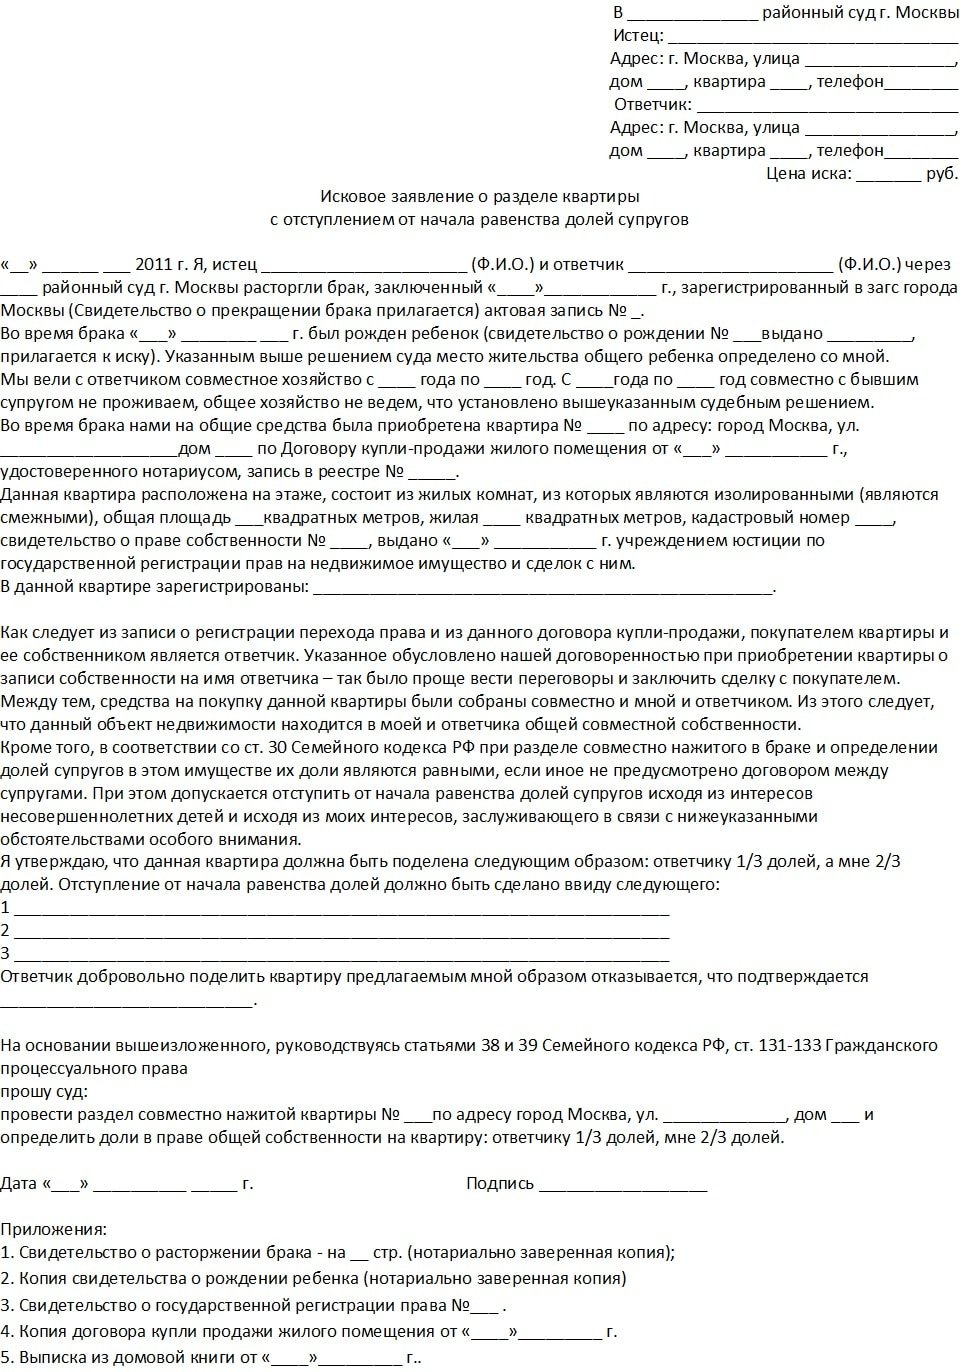 В ______________ районный суд г. Москвы
Истец: _______________________________
Адрес: г. Москва, улица ________________,
дом ____, квартира ____, телефон________
Ответчик: ____________________________
Адрес: г. Москва, улица ________________,
дом ____, квартира ____, телефон________
Цена иска: _______ руб.
Исковое заявление о разделе квартиры
с отступлением от начала равенства долей супругов
«__» ______ ___ 2011 г. Я, истец ______________________ (Ф.И.О.) и ответчик ______________________ (Ф.И.О.) через
____ районный суд г. Москвы расторгли брак, заключенный «____»____________ г., зарегистрированный в загс города
Москвы (Свидетельство о прекращении брака прилагается) актовая запись № _.
Во время брака «___» ________ ___ г. был рожден ребенок (свидетельство о рождении № ___выдано _________,
прилагается к иску). Указанным выше решением суда место жительства общего ребенка определено со мной.
Мы вели с ответчиком совместное хозяйство с ____ года по ____ год. С ____года по ____ год совместно с бывшим
супругом не проживаем, общее хозяйство не ведем, что установлено вышеуказанным судебным решением.
Во время брака нами на общие средства была приобретена квартира № ____ по адресу: город Москва, ул.
___________________дом ____ по Договору купли-продажи жилого помещения от «___» ___________ г.,
удостоверенного нотариусом, запись в реестре № _____.
Данная квартира расположена на этаже, состоит из жилых комнат, из которых являются изолированными (являются
смежными), общая площадь ___квадратных метров, жилая ____ квадратных метров, кадастровый номер ____,
свидетельство о праве собственности № ____, выдано «___» ___________ г. учреждением юстиции по
государственной регистрации прав на недвижимое имущество и сделок с ним.
В данной квартире зарегистрированы: _________________________________________________.
Как следует из записи о регистрации перехода права и из данного договора купли-продажи, покупателем квартиры и
ее собственником является ответчик. Указанное обусловлено нашей договоренностью при приобретении квартиры о
записи собственности на имя ответчика – так было проще вести переговоры и заключить сделку с покупателем.
Между тем, средства на покупку данной квартиры были собраны совместно и мной и ответчиком. Из этого следует,
что данный объект недвижимости находится в моей и ответчика общей совместной собственности.
Кроме того, в соответствии со ст. 30 Семейного кодекса РФ при разделе совместно нажитого в браке и определении
долей супругов в этом имуществе их доли являются равными, если иное не предусмотрено договором между
супругами. При этом допускается отступить от начала равенства долей супругов исходя из интересов
несовершеннолетних детей и исходя из моих интересов, заслуживающего в связи с нижеуказанными
обстоятельствами особого внимания.
Я утверждаю, что данная квартира должна быть поделена следующим образом: ответчику 1/3 долей, а мне 2/3
долей. Отступление от начала равенства долей должно быть сделано ввиду следующего:
1 ______________________________________________________________________
2 ______________________________________________________________________
3 ______________________________________________________________________
Ответчик добровольно поделить квартиру предлагаемым мной образом отказывается, что подтверждается
___________________________.
На основании вышеизложенного, руководствуясь статьями 38 и 39 Семейного кодекса РФ, ст. 131-133 Гражданского
процессуального права
прошу суд:
провести раздел совместно нажитой квартиры № ___по адресу город Москва, ул. _____________, дом ___ и
определить доли в праве общей собственности на квартиру: ответчику 1/3 долей, мне 2/3 долей.
Дата «___» __________ _____ г. Подпись __________________
Приложения:
1. Свидетельство о расторжении брака - на __ стр. (нотариально заверенная копия);
2. Копия свидетельства о рождении ребенка (нотариально заверенная копия)
3. Свидетельство о государственной регистрации права №___ .
4. Копия договора купли продажи жилого помещения от «____»_________ г.
5. Выписка из домовой книги от «____»_________ г..